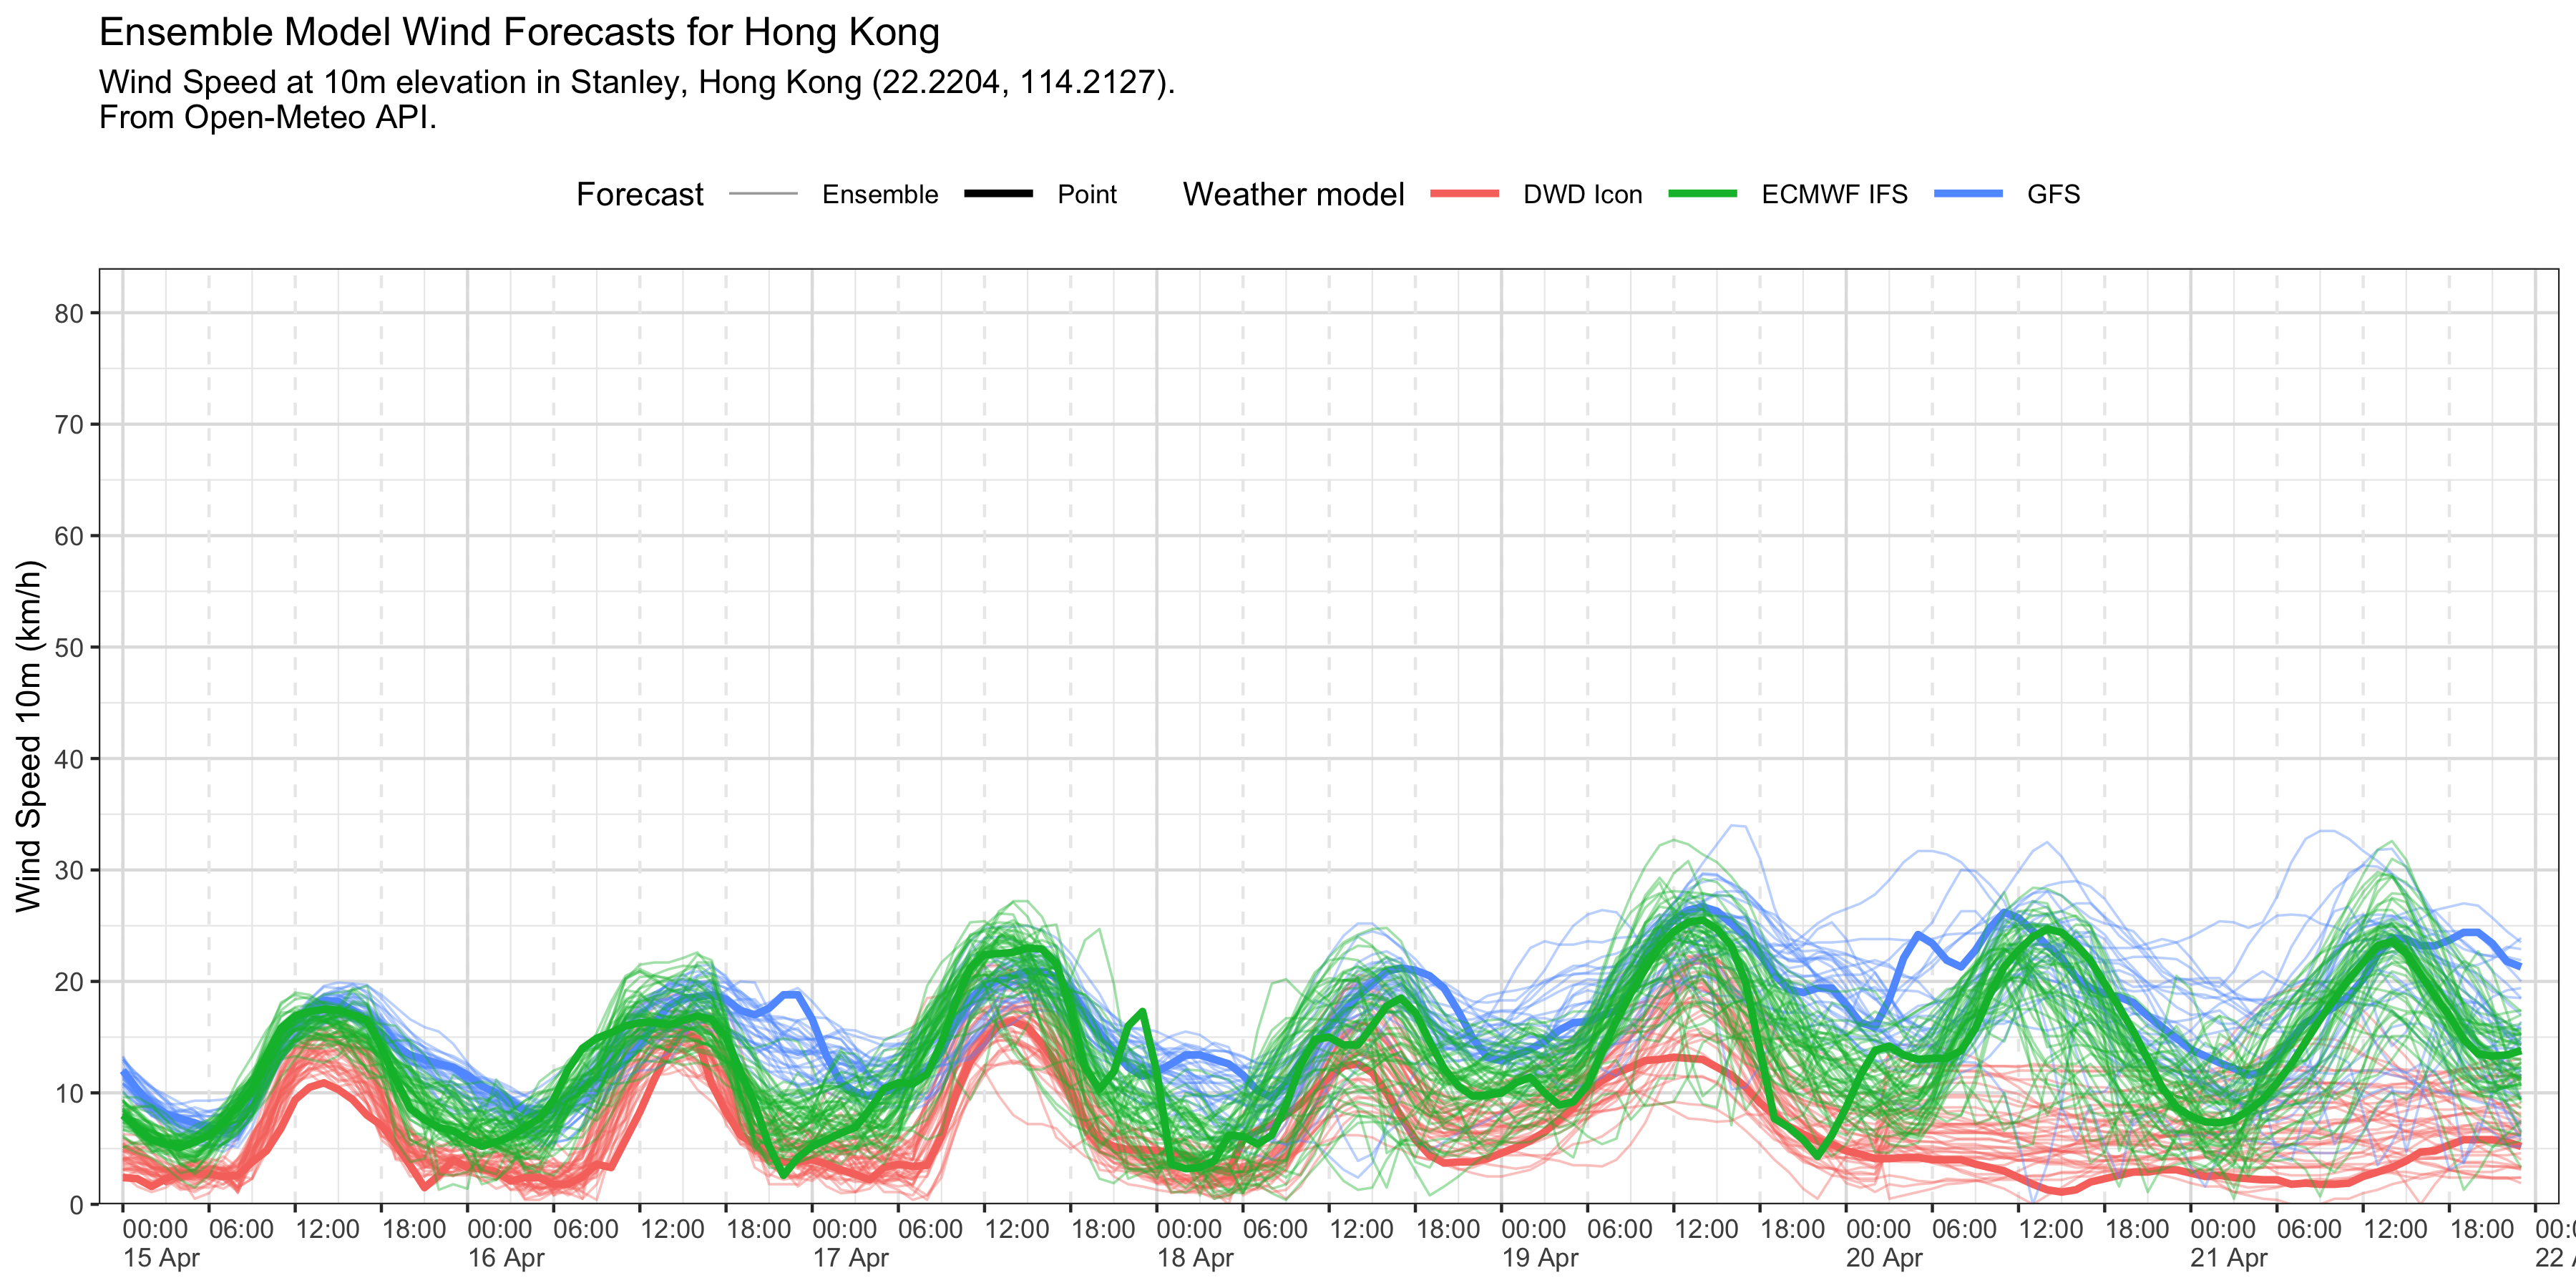 Ensemble Model Wind Forecasts for Hong Kong
Wind Speed at 10m elevation in Stanley, Hong Kong (22.2204, 114.2127).
From Open-Meteo API.
Forecast Ensemble Point Weather model DWD Icon ECMWF IFS GFS
Wind Speed 10m (km/h)
80
70
60
50
40
30
20
10
0
00:00 06:00 12:00 18:00 00:00 06:00 12:00 18:00 00:00 06:00 12:00 18:00 00:00 06:00 12:00 18:00 00:00 06:00 12:00 18:00 00:00 06:00 12:00 18:00 00:00 06:00 12:00 18:00
15 Apr 16 Apr 17 Apr 18 Apr 19 Apr 20 Apr 21 Apr 22